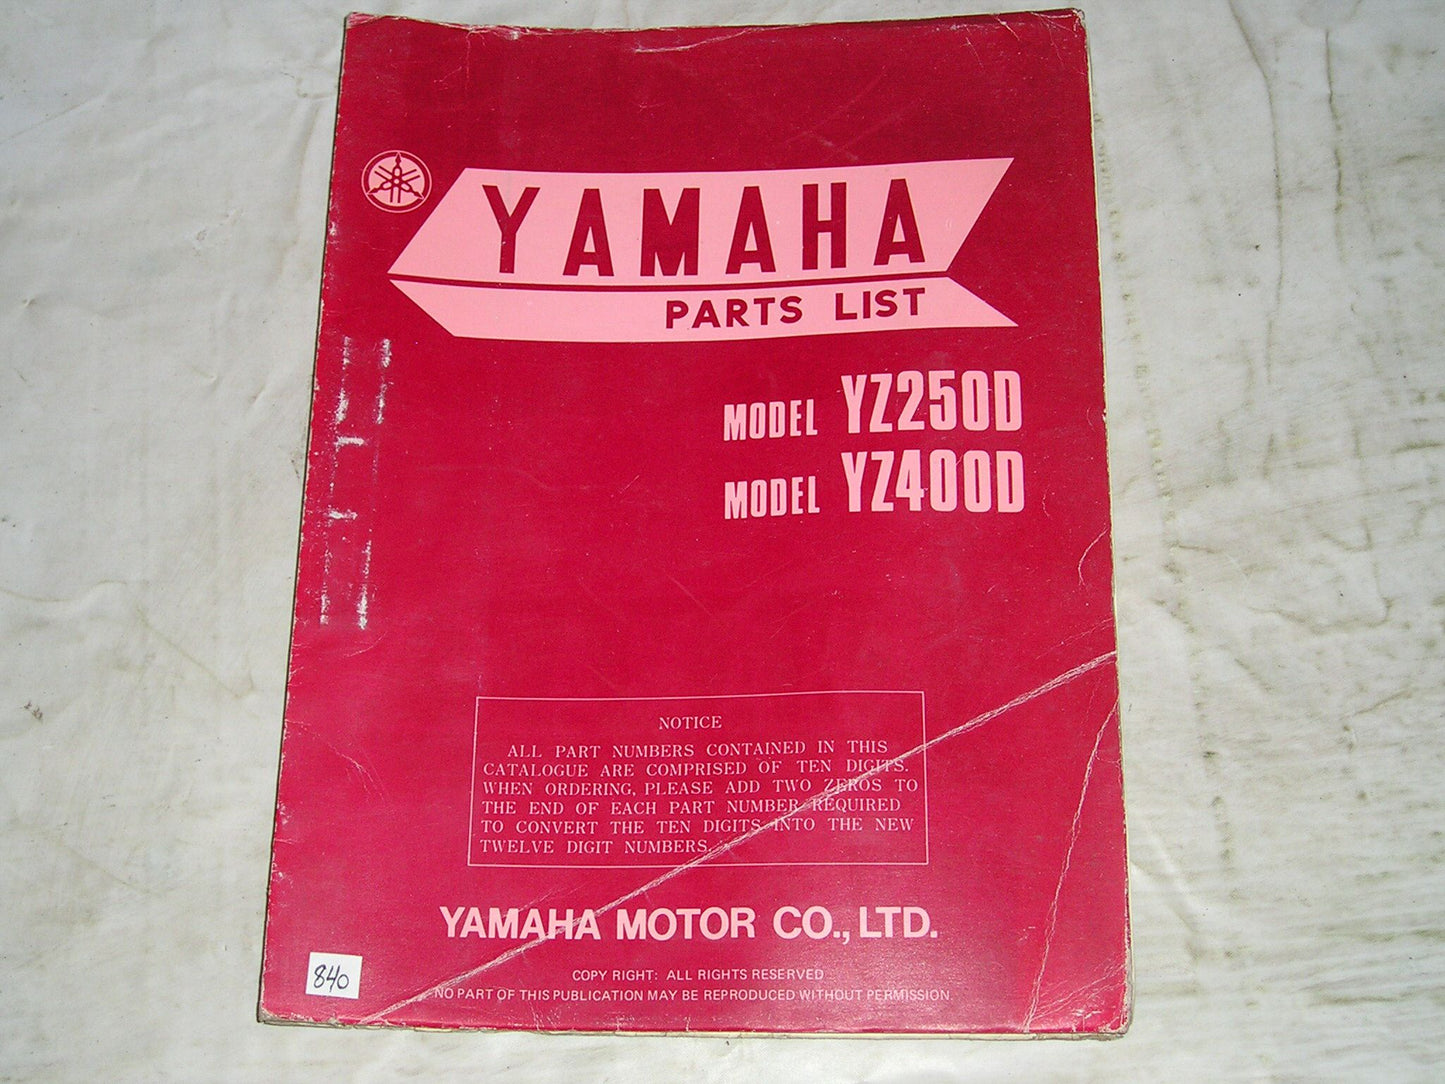 YAMAHA
PARTS LIST
MODEL YZ250D
MODEL YZ400D
NOTICE
ALL PART NUMBERS CONTAINED IN THIS
CATALOGUE ARE COMPRISED OF TEN DIGITS.
WHEN ORDERING, PLEASE ADD TWO ZEROS TO
THE END OF EACH PART NUMBER REQUIRED
TO CONVERT THE TEN DIGITS INTO THE NEW
TWELVE DIGIT NUMBERS.
YAMAHA MOTOR CO., LTD.
840
COPY RIGHT: ALL RIGHTS RESERVED
NO PART OF THIS PUBLICATION MAY BE REPRODUCED WITHOUT PERMISSION.